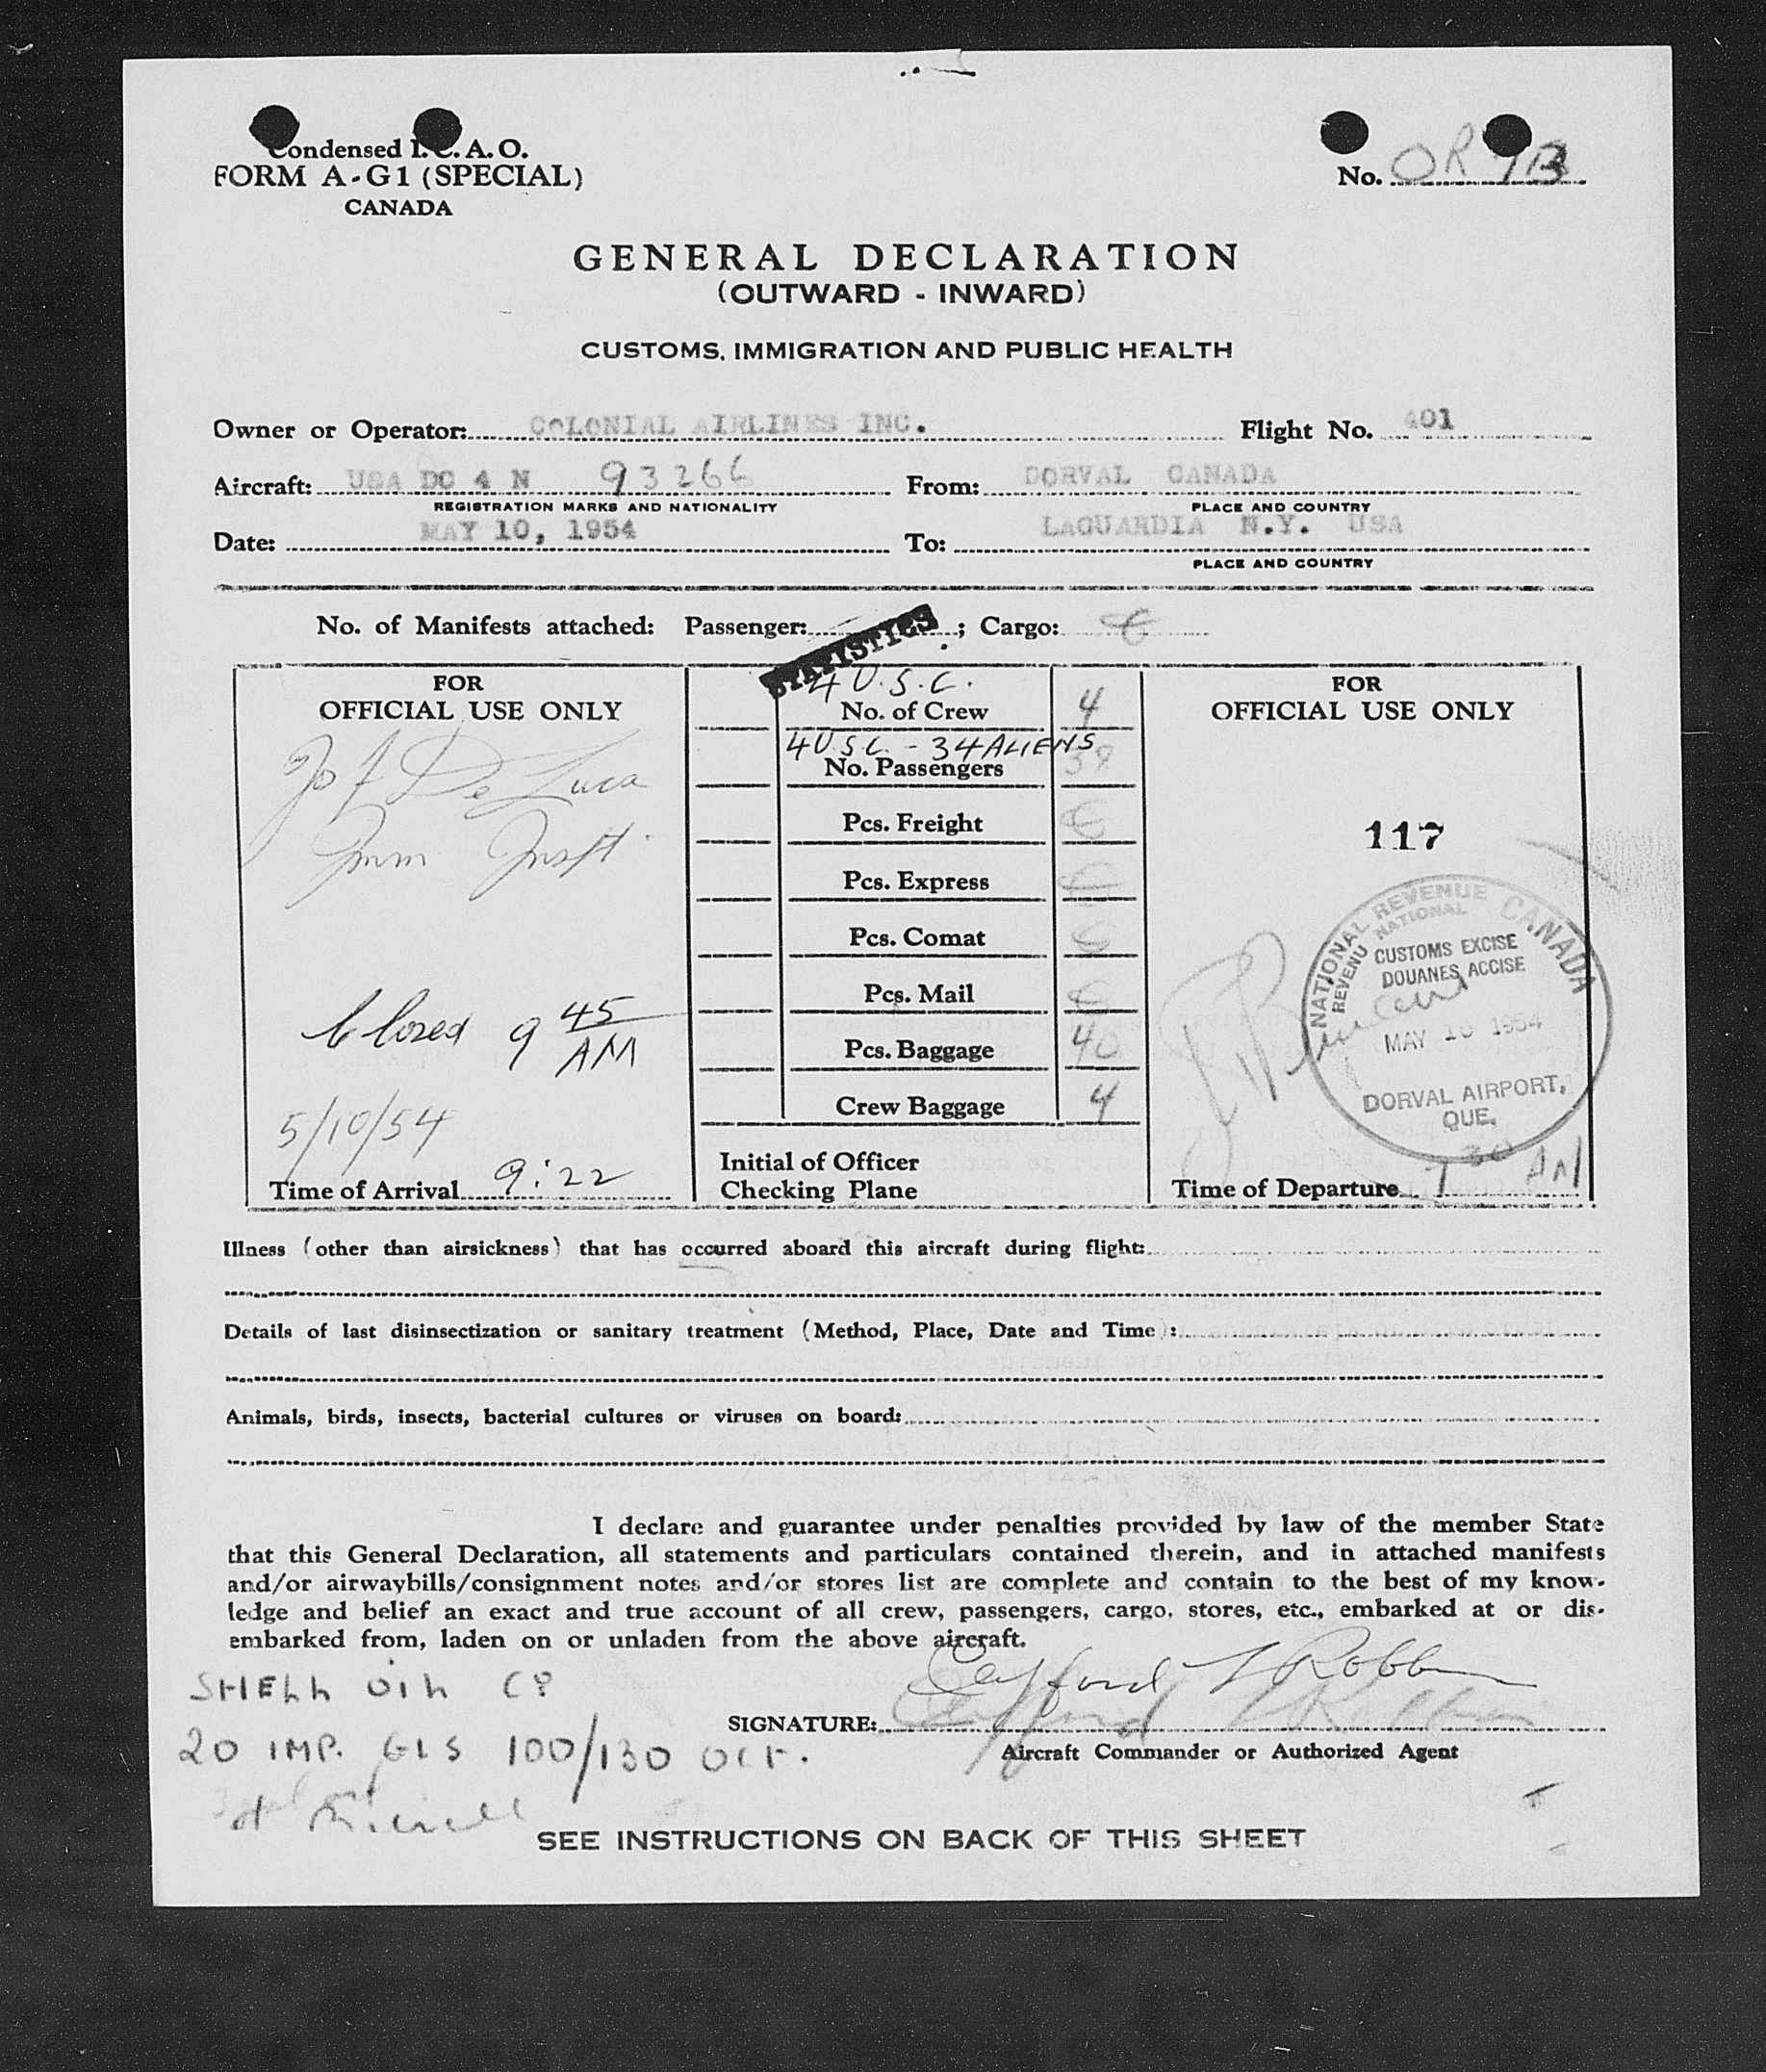 Condensed I.C.A.O.
FORM A-G1 (SPECIAL)
CANADA
No. OR 7B
GENERAL DECLARATION
(OUTWARD - INWARD)
CUSTOMS, IMMIGRATION AND PUBLIC HEALTH
Owner or Operator: COLONIAL AIRLINES INC. Flight No. 401
Aircraft: USA DC 4 N 93266 From: DORVAL CANADA
REGISTRATION MARKS AND NATIONALITY PLACE AND COUNTRY
Date: MAY 10, 1954 To: LAGUARDIA N.Y. USA
PLACE AND COUNTRY
No. of Manifests attached: Passenger: ; Cargo:
STATISTICS
FOR
OFFICIAL USE ONLY
Jos De Luca
Imm Inspt.
Closed 9 45 AM
5/10/54
Time of Arrival 9:22
4 U.S.C.
No. of Crew 4
4 U.S.C. - 34 ALIENS
No. Passengers 38
Pcs. Freight
Pcs. Express
Pcs. Comat
Pcs. Mail
Pcs. Baggage 40
Crew Baggage 4
Initial of Officer
Checking Plane
FOR
OFFICIAL USE ONLY
117
NATIONAL REVENUE CANADA
REVENU NATIONAL
CUSTOMS EXCISE
DOUANES ACCISE
MAY 10 1954
DORVAL AIRPORT,
QUE.
Time of Departure 7 30 AM
Illness (other than airsickness) that has occurred aboard this aircraft during flight:
Details of last disinsectization or sanitary treatment (Method, Place, Date and Time):
Animals, birds, insects, bacterial cultures or viruses on board:
I declare and guarantee under penalties provided by law of the member State
that this General Declaration, all statements and particulars contained therein, and in attached manifests
and/or airwaybills/consignment notes and/or stores list are complete and contain to the best of my know-
ledge and belief an exact and true account of all crew, passengers, cargo, stores, etc., embarked at or dis-
embarked from, laden on or unladen from the above aircraft.
SHELL OIL Co
20 IMP. GLS 100/130 OCT.
SIGNATURE:
Aircraft Commander or Authorized Agent
SEE INSTRUCTIONS ON BACK OF THIS SHEET